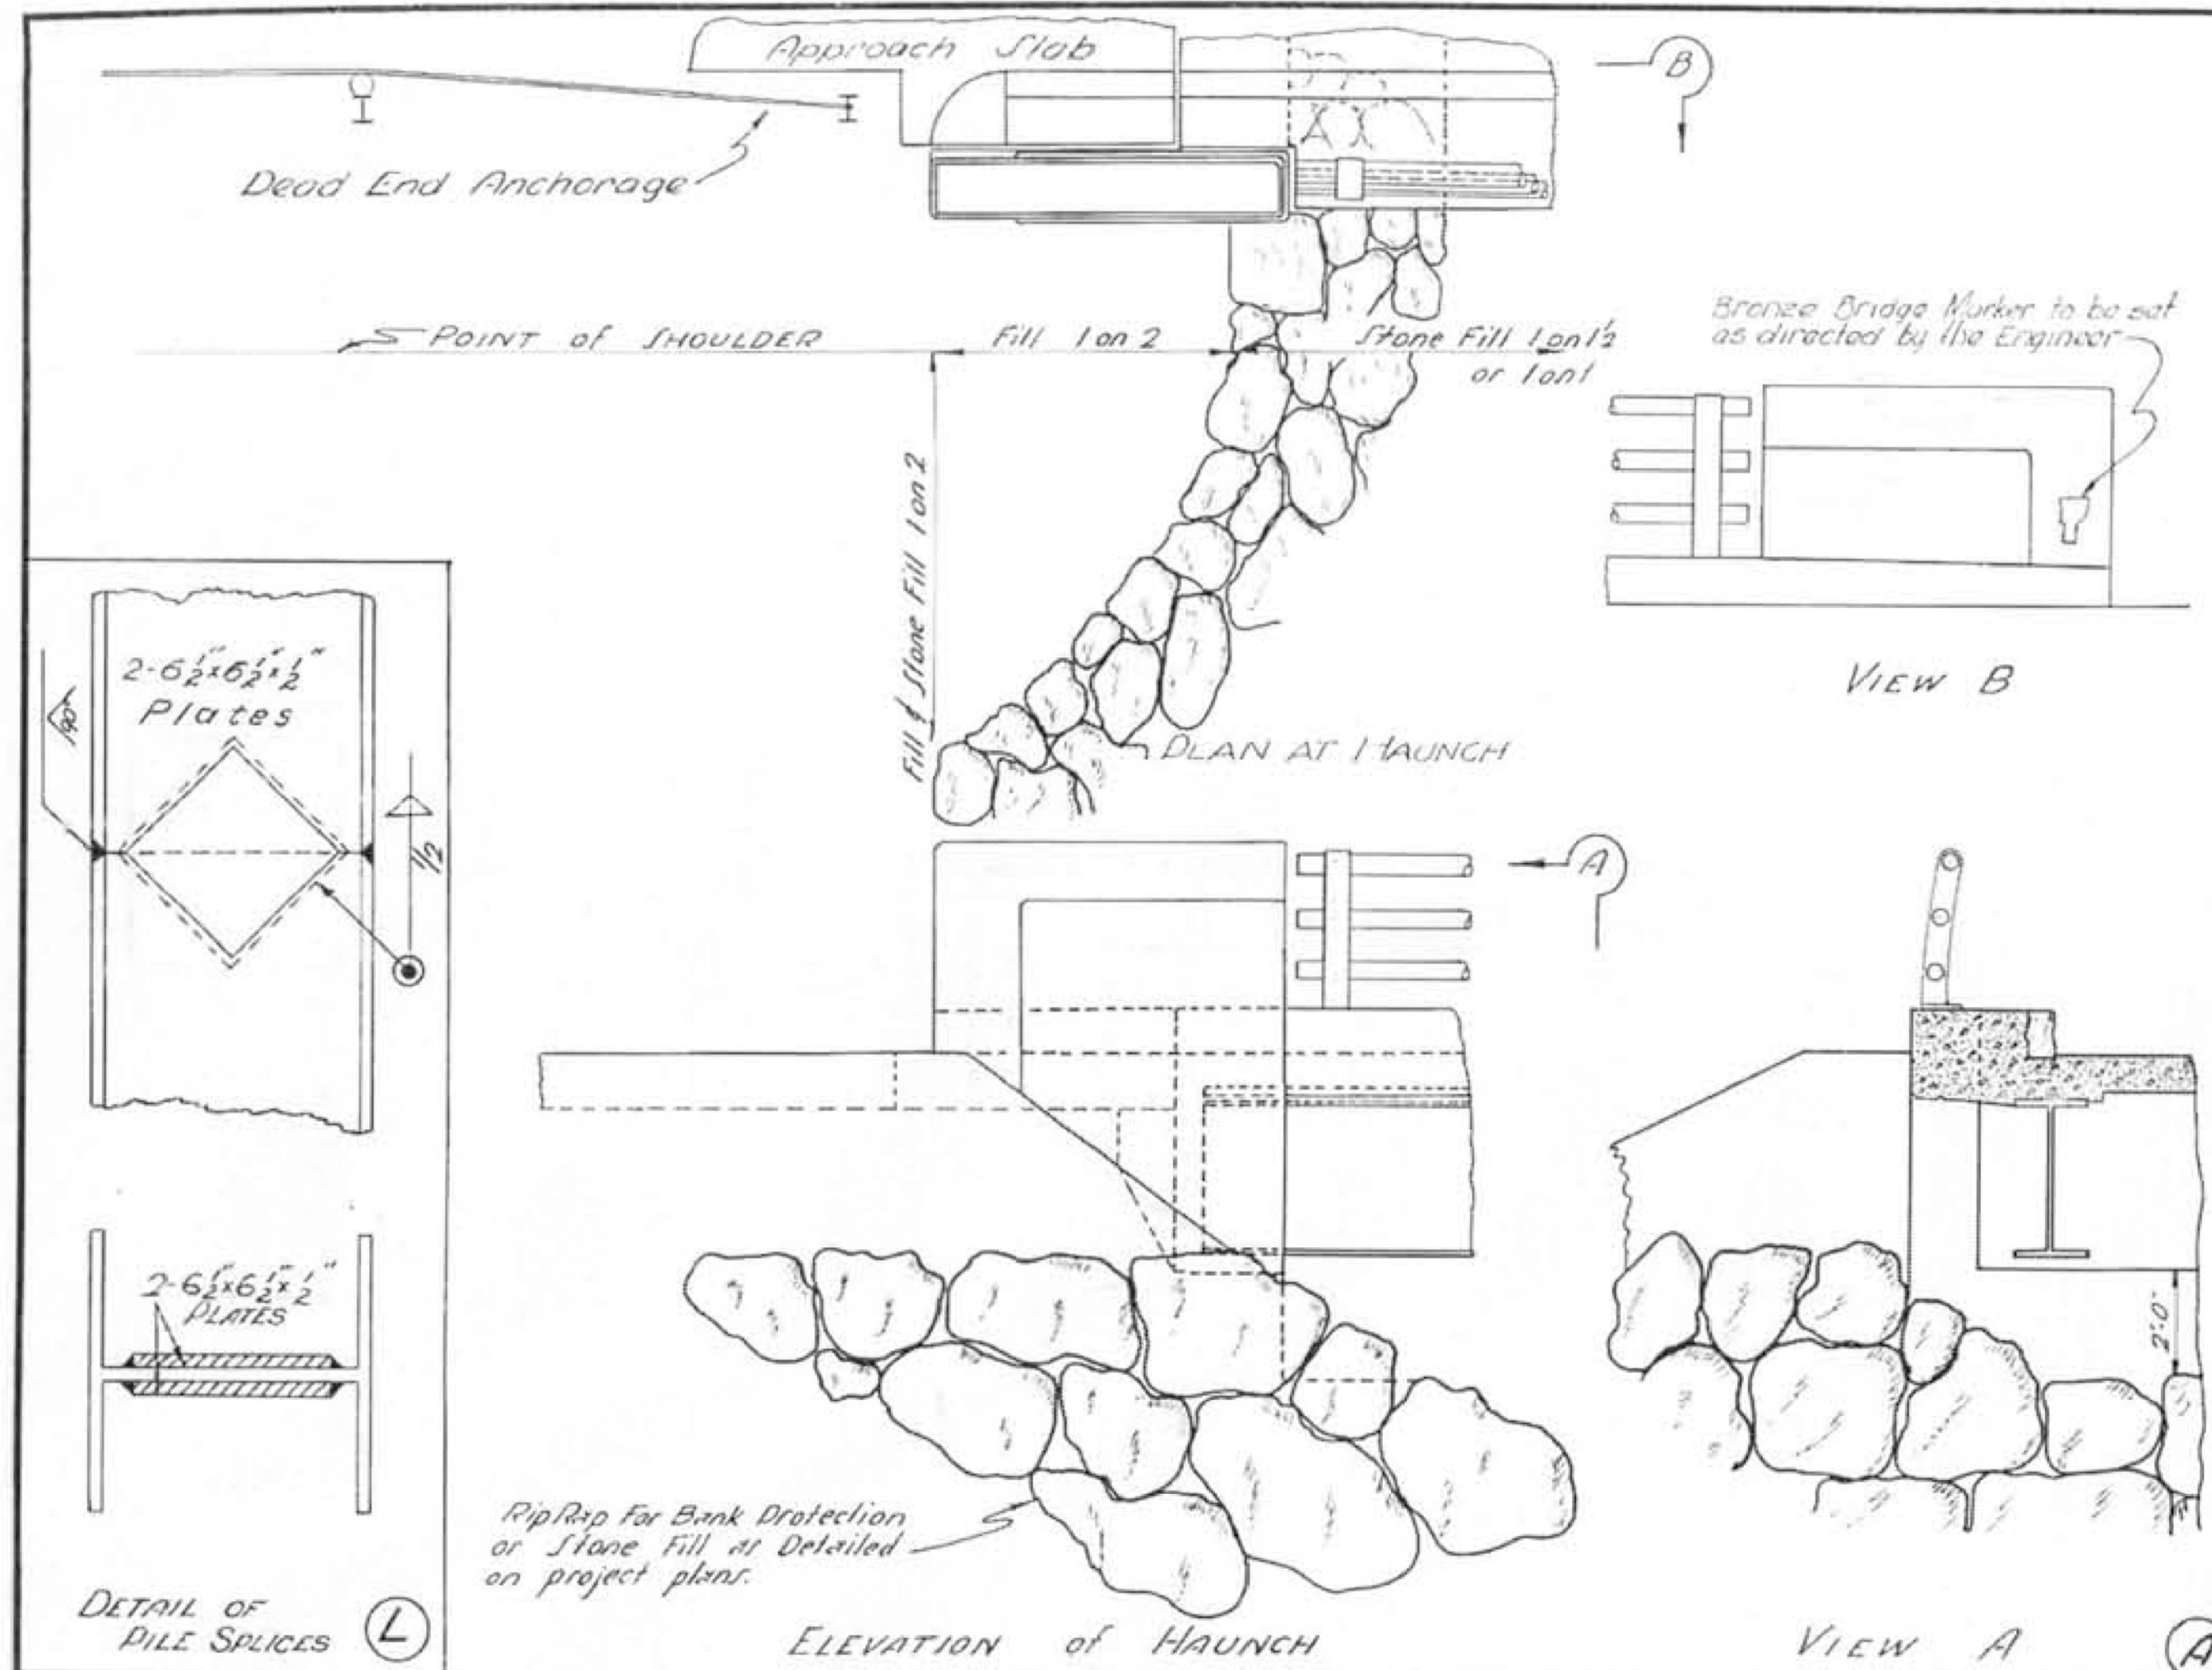 Approach Slab
B
Dead End Anchorage
Bronze Bridge Marker to be set
as directed by the Engineer
POINT of SHOULDER
Fill 1 on 2
Stone Fill 1 on 1½
or 1 on 1
Fill & Stone Fill 1 on 2
VIEW B
2-6½"x6½"x½"
Plates
90°
1/2
PLAN AT HAUNCH
A
2-6½"x6½"x½"
PLATES
2'-0"
RipRap For Bank Protection
or Stone Fill as Detailed
on project plans.
DETAIL OF
PILE SPLICES
L
ELEVATION of HAUNCH
VIEW A
A